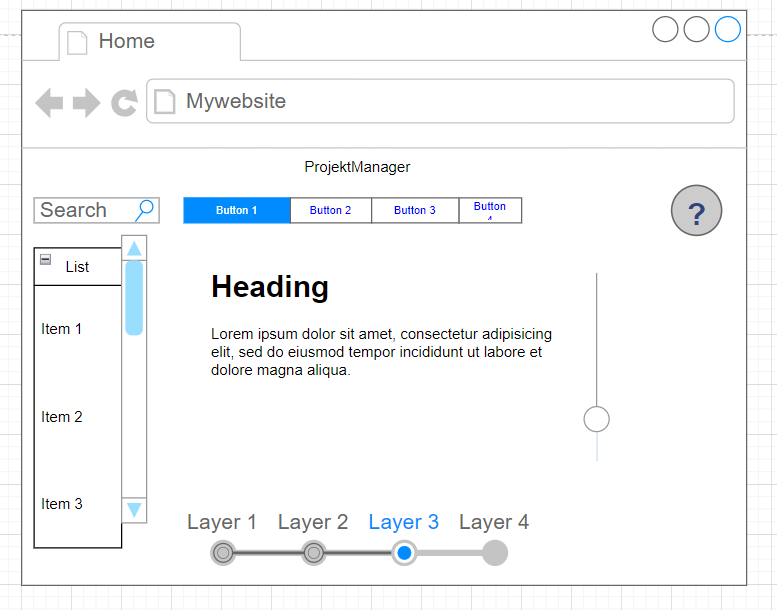 Home
Mywebsite
ProjektManager
Search
Button 1
Button 2
Button 3
Button
4
?
List
Item 1
Item 2
Item 3
Heading
Lorem ipsum dolor sit amet, consectetur adipisicing
elit, sed do eiusmod tempor incididunt ut labore et
dolore magna aliqua.
Layer 1
Layer 2
Layer 3
Layer 4